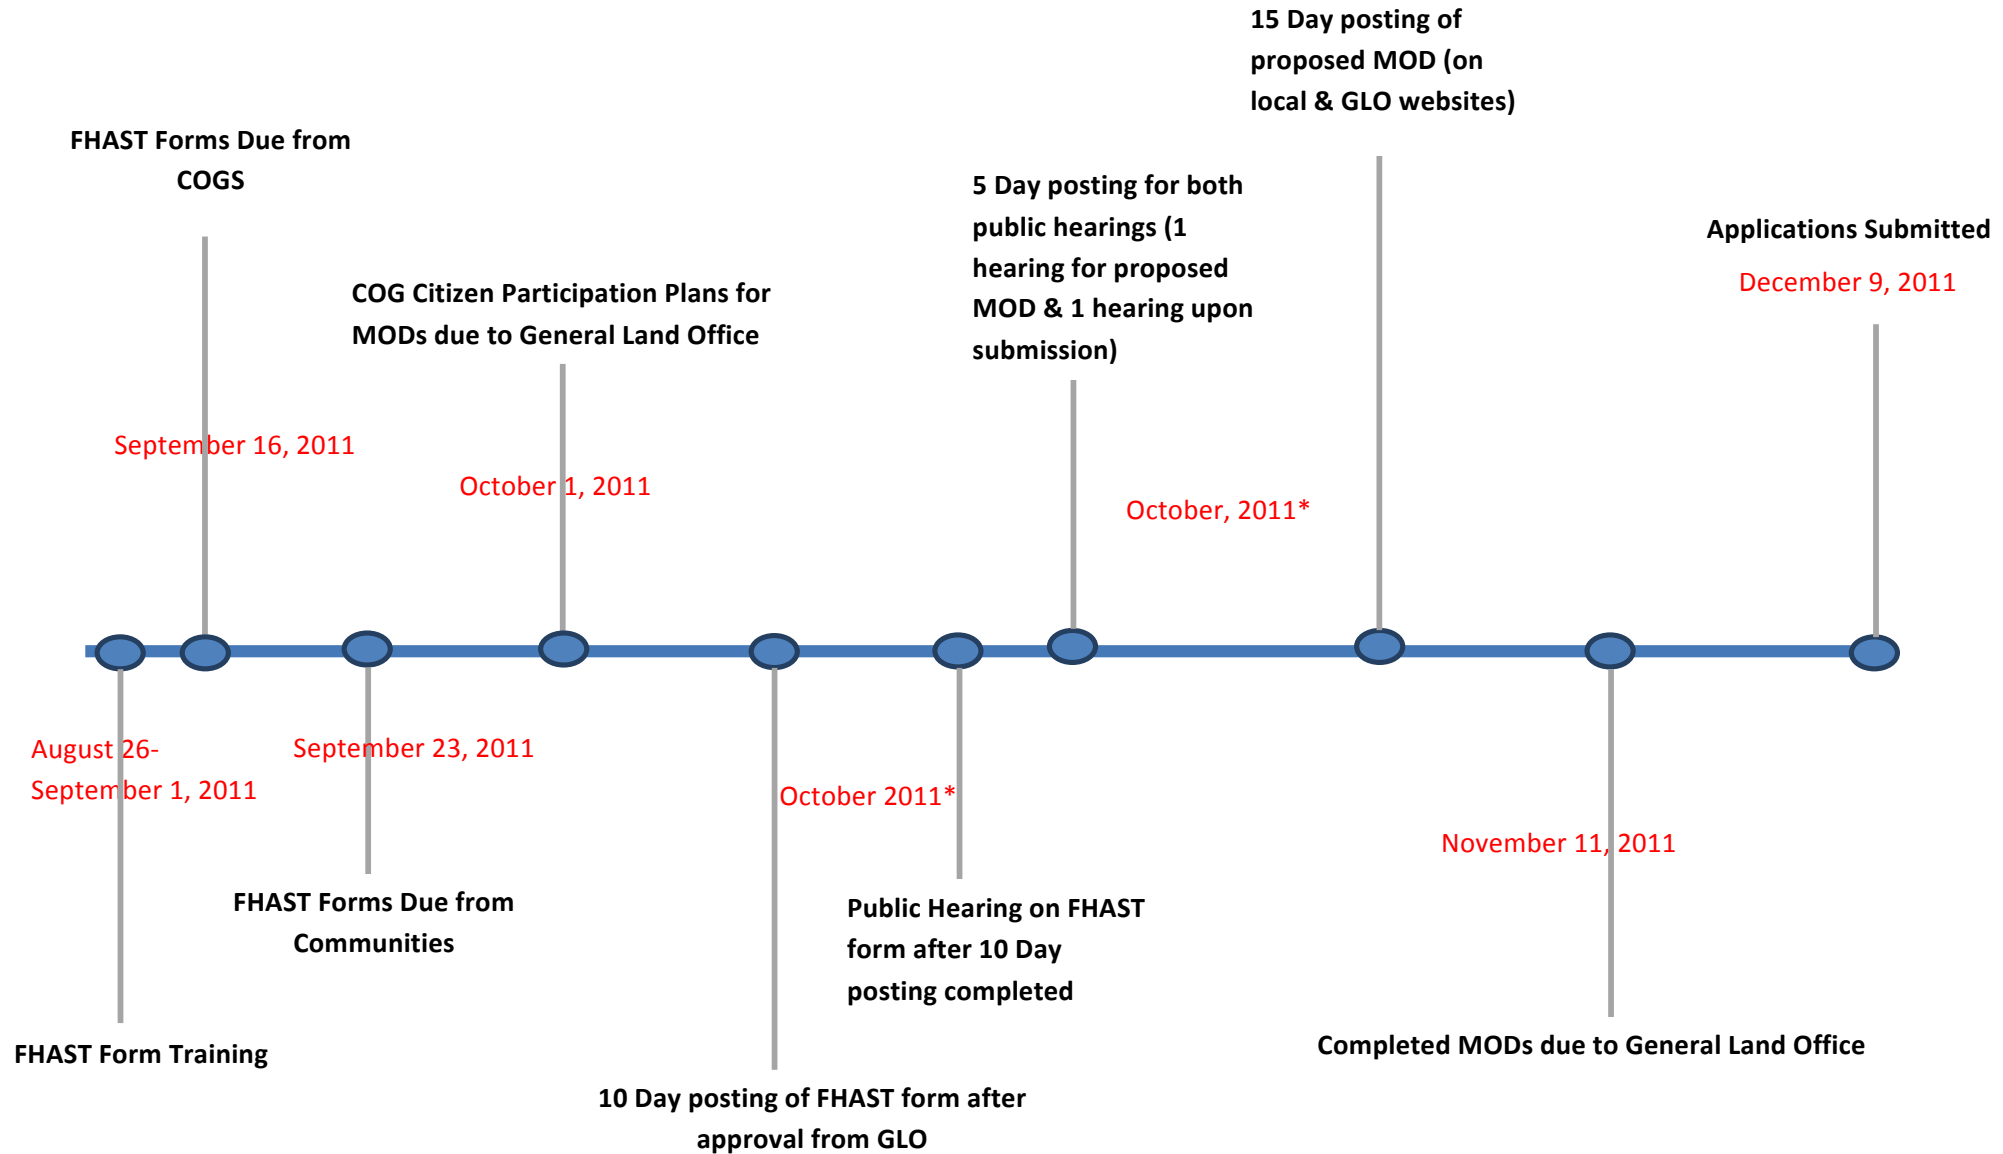 15 Day posting of
proposed MOD (on
local & GLO websites)
FHAST Forms Due from
COGS
5 Day posting for both
public hearings (1
hearing for proposed
MOD & 1 hearing upon
submission)
Applications Submitted
December 9, 2011
COG Citizen Participation Plans for
MODs due to General Land Office
September 16, 2011
October 1, 2011
October, 2011*
August 26-
September 1, 2011
September 23, 2011
October 2011*
November 11, 2011
FHAST Forms Due from
Communities
Public Hearing on FHAST
form after 10 Day
posting completed
FHAST Form Training
Completed MODs due to General Land Office
10 Day posting of FHAST form after
approval from GLO